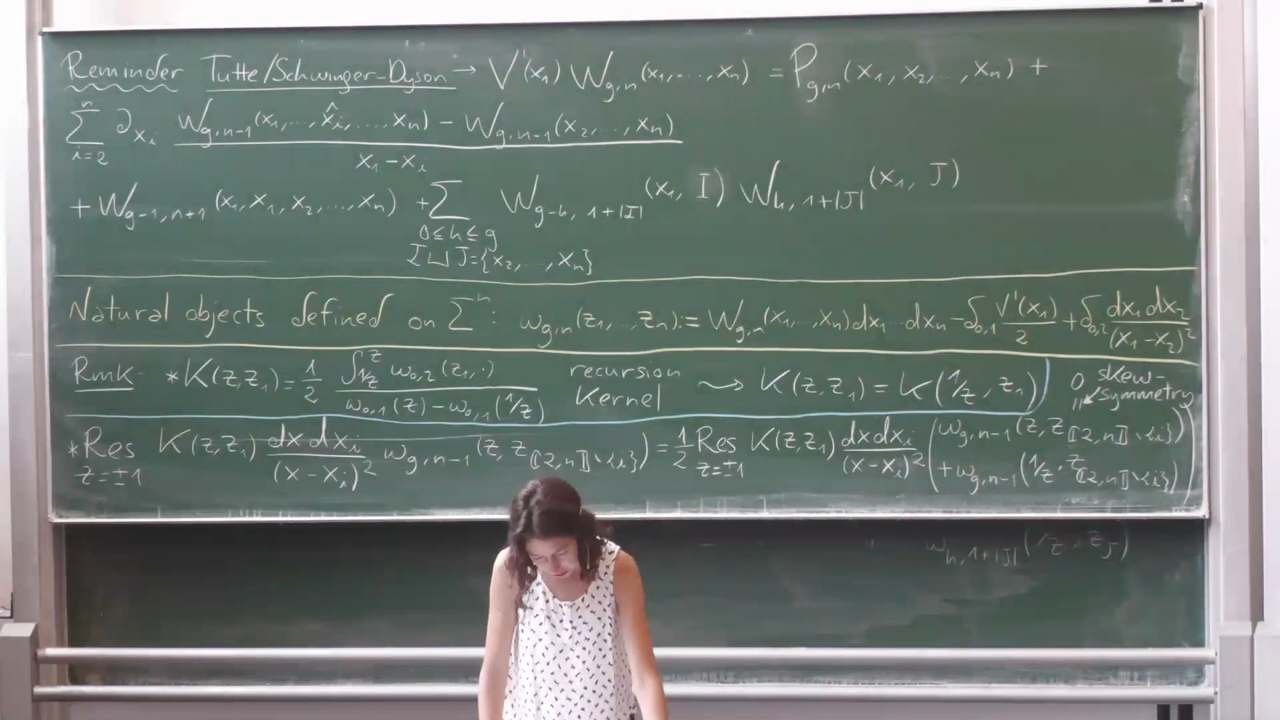 Reminder Tutte/Schwinger-Dyson → V'(x₁) W_{g,n}(x₁,...,xₙ) = P_{g,n}(x₁, x₂,..., xₙ) +
∑_{i=2}^{n} ∂_{x_i} (W_{g,n-1}(x₁,..., x̂_i,..., xₙ) - W_{g,n-1}(x₂,..., xₙ)) / (x₁ - x_i)
+ W_{g-1,n+1}(x₁, x₁, x₂,..., xₙ) + ∑_{0≤h≤g, I⊔J={x₂,...,xₙ}} W_{g-h, 1+|I|}(x₁, I) W_{h, 1+|J|}(x₁, J)
Natural objects defined on Σⁿ: ω_{g,n}(z₁,..,zₙ) := W_{g,n}(x₁,...,xₙ)dx₁...dxₙ - δ_{0,1} V'(x₁)/2 + δ_{0,2} dx₁dx₂/(x₁-x₂)²
Rmk: * K(z,z₁) = 1/2 ∫_{1/z}^{z} ω_{0,2}(z₁,·) / (ω_{0,1}(z) - ω_{0,1}(1/z)) recursion Kernel ⇝ K(z,z₁) = K(1/z, z₁) 0 = ↙ skew-symmetry
* Res_{z=±1} K(z,z₁) dx dx_i/(x-x_i)² ω_{g,n-1}(z, z_{⟦2,n⟧∖{i}}) = 1/2 Res_{z=±1} K(z,z₁) dx dx_i/(x-x_i)² (ω_{g,n-1}(z, z_{⟦2,n⟧∖{i}}) + ω_{g,n-1}(1/z, z_{⟦2,n⟧∖{i}}))
ω_{h,1+|J|}(1/z, z_J)